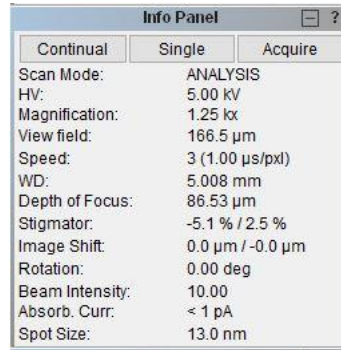 Info Panel ?
Continual Single Acquire
Scan Mode: ANALYSIS
HV: 5.00 kV
Magnification: 1.25 kx
View field: 166.5 µm
Speed: 3 (1.00 µs/pxl)
WD: 5.008 mm
Depth of Focus: 86.53 µm
Stigmator: -5.1 % / 2.5 %
Image Shift: 0.0 µm / -0.0 µm
Rotation: 0.00 deg
Beam Intensity: 10.00
Absorb. Curr: < 1 pA
Spot Size: 13.0 nm